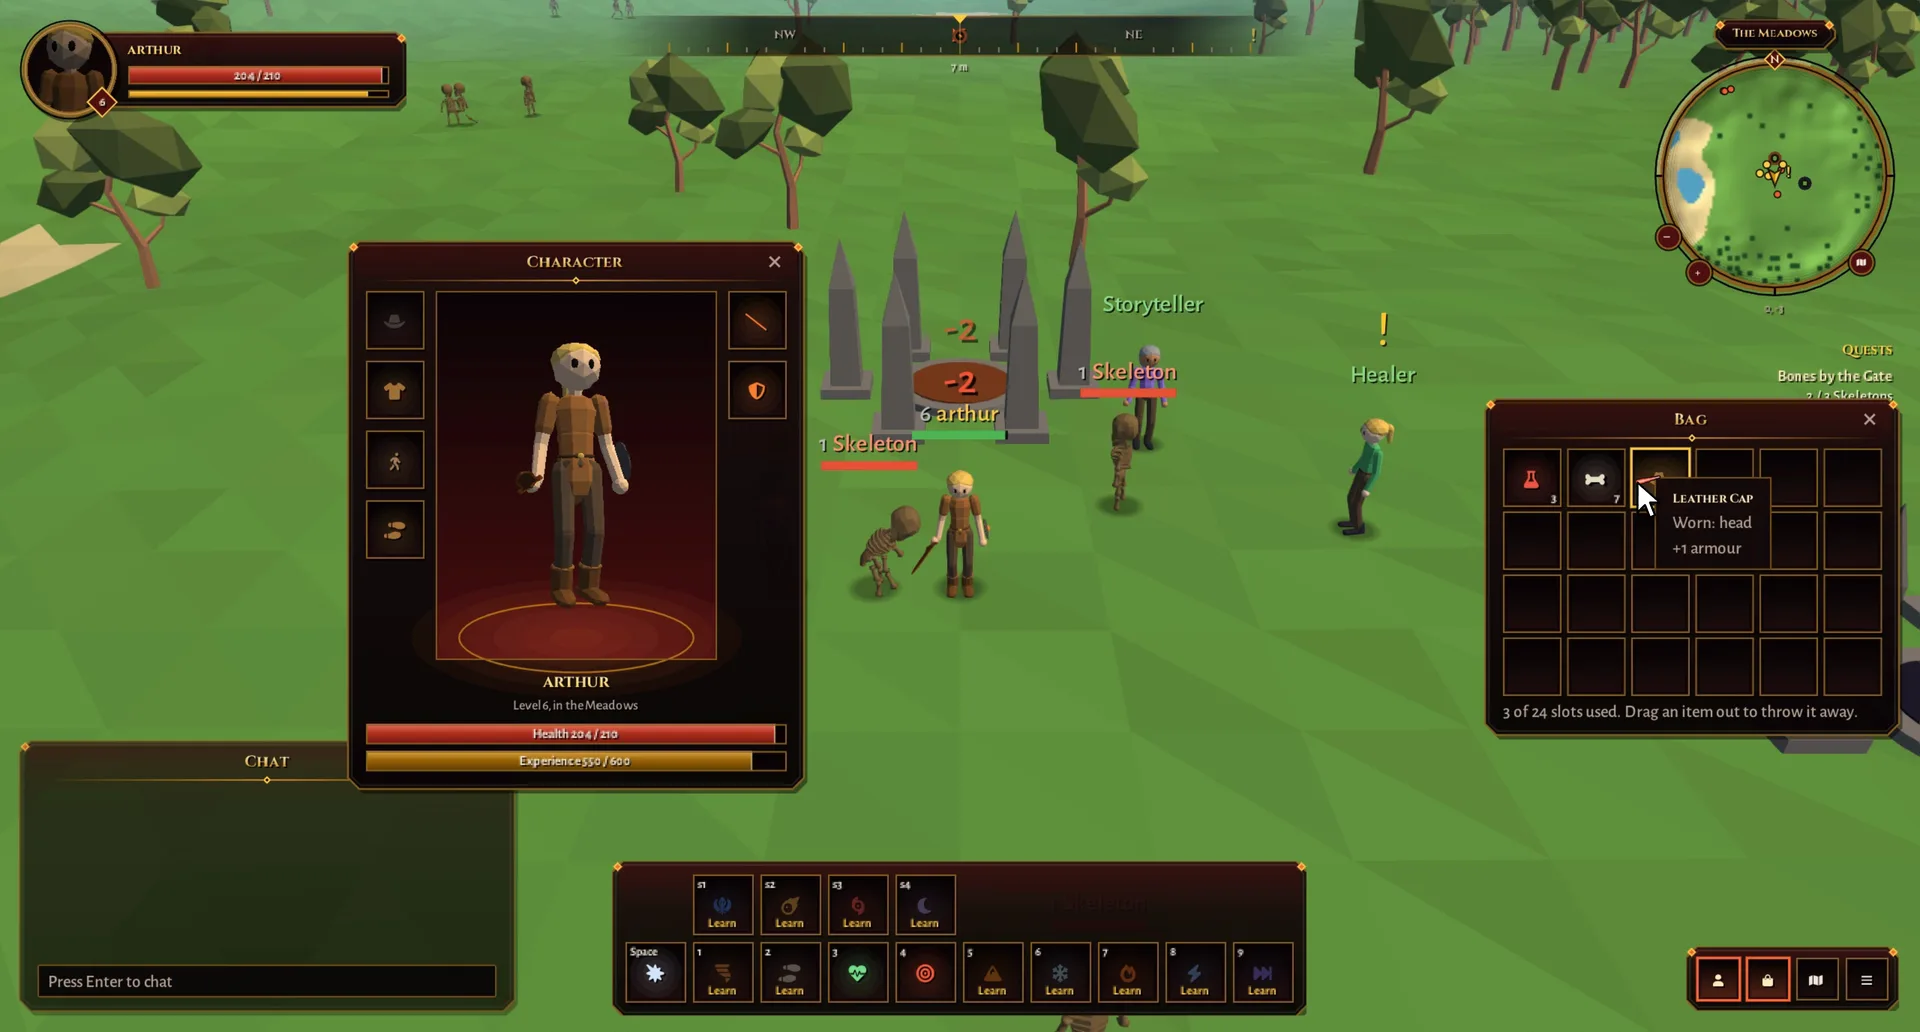 ARTHUR
204 / 210
6
NW
NE
!
7 m
THE MEADOWS
N
CHARACTER
Storyteller
!
Healer
-2
-2
1 Skeleton
6 arthur
1 Skeleton
QUESTS
Bones by the Gate
2 / 3 Skeletons
BAG
3
7
LEATHER CAP
Worn: head
+1 armour
3 of 24 slots used. Drag an item out to throw it away.
ARTHUR
Level 6, in the Meadows
Health 204 / 210
Experience 550 / 600
CHAT
Press Enter to chat
S1
Learn
S2
Learn
S3
Learn
S4
Learn
Space
1
Learn
2
Learn
3
4
5
Learn
6
Learn
7
Learn
8
Learn
9
Learn